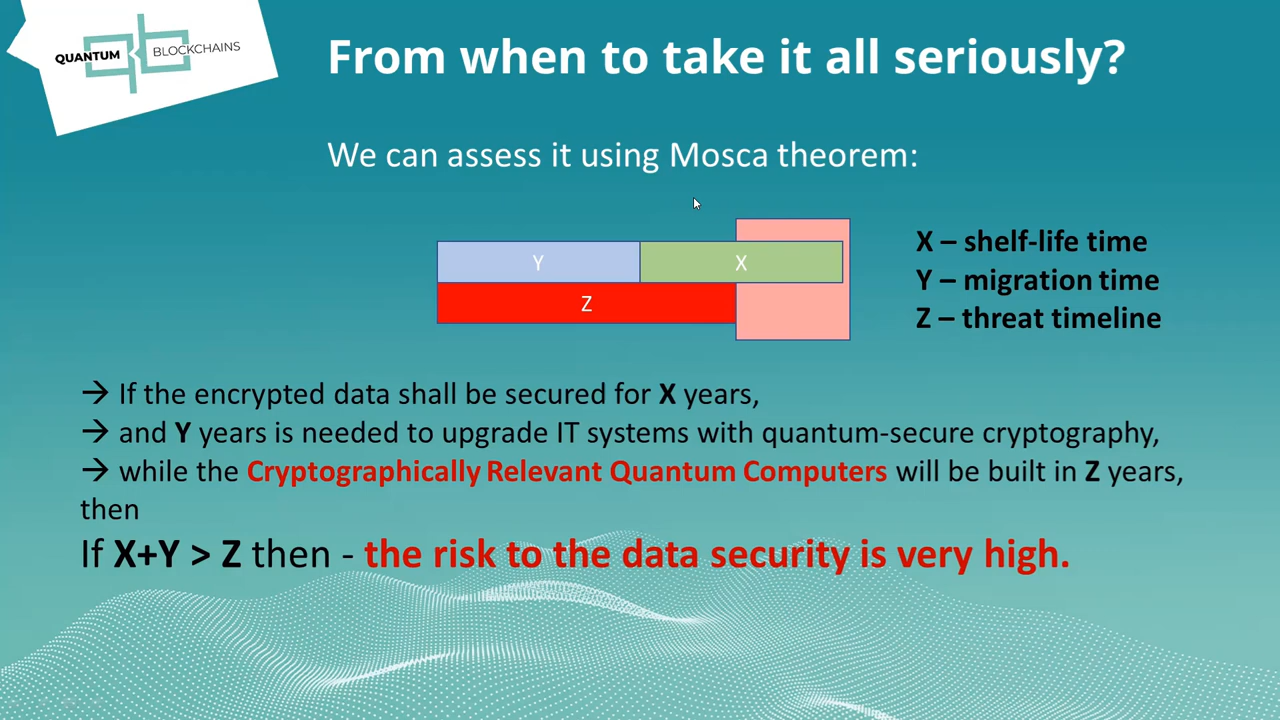 QUANTUM BLOCKCHAINS
From when to take it all seriously?
We can assess it using Mosca theorem:
Y X
Z
X – shelf-life time
Y – migration time
Z – threat timeline
→ If the encrypted data shall be secured for X years,
→ and Y years is needed to upgrade IT systems with quantum-secure cryptography,
→ while the Cryptographically Relevant Quantum Computers will be built in Z years,
then
If X+Y > Z then - the risk to the data security is very high.